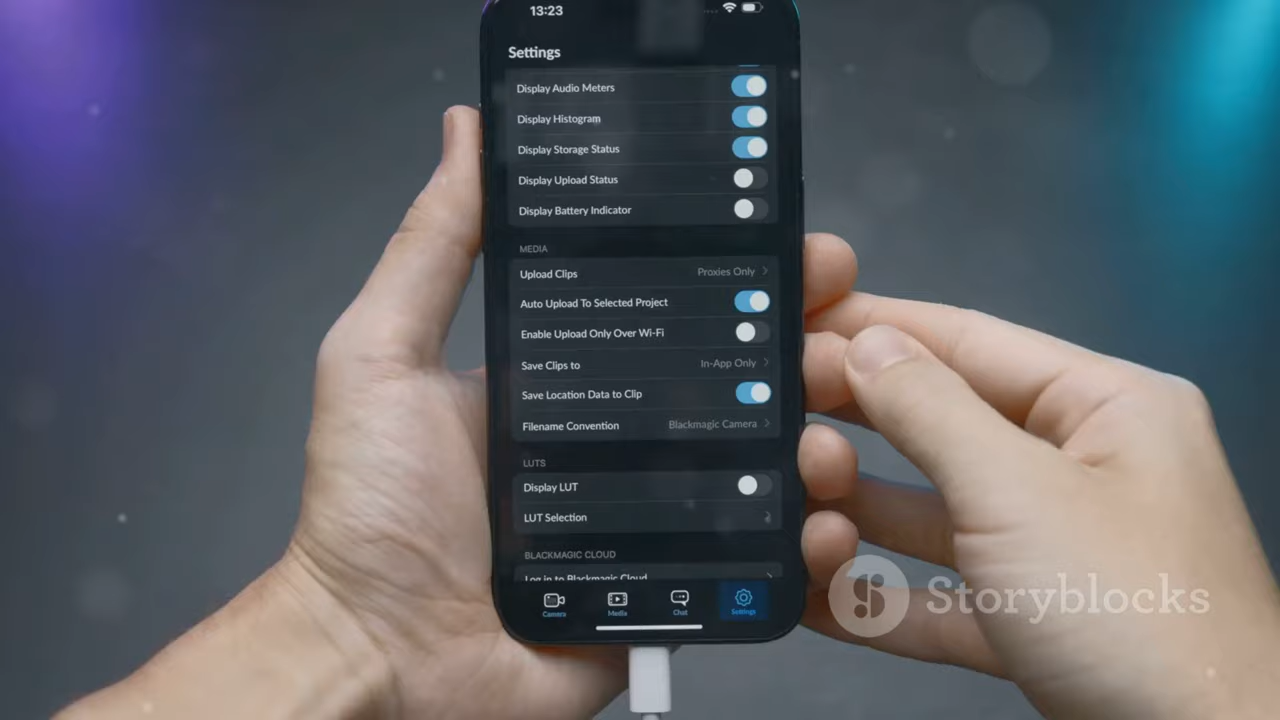 13:23
Settings
Display Audio Meters
Display Histogram
Display Storage Status
Display Upload Status
Display Battery Indicator
MEDIA
Upload Clips Proxies Only
Auto Upload To Selected Project
Enable Upload Only Over Wi-Fi
Save Clips to In-App Only
Save Location Data to Clip
Filename Convention Blackmagic Camera
LUTS
Display LUT
LUT Selection
BLACKMAGIC CLOUD
Log in to Blackmagic Cloud
Camera Media Chat Settings
Storyblocks